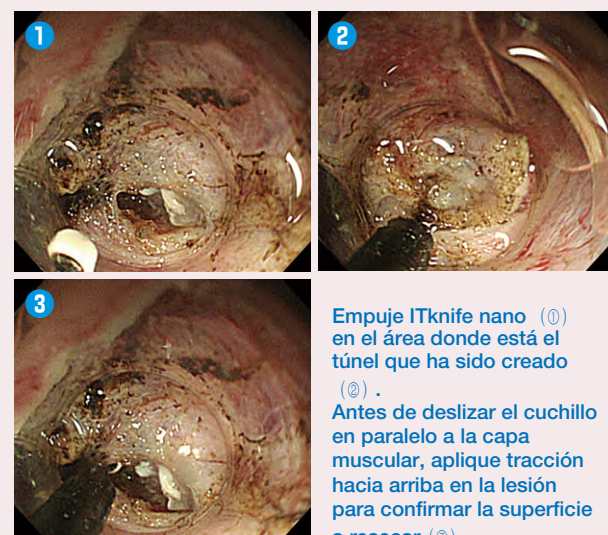 1
2
3
Empuje ITknife nano (①)
en el área donde está el
túnel que ha sido creado
(②) .
Antes de deslizar el cuchillo
en paralelo a la capa
muscular, aplique tracción
hacia arriba en la lesión
para confirmar la superficie
a resecar (③)